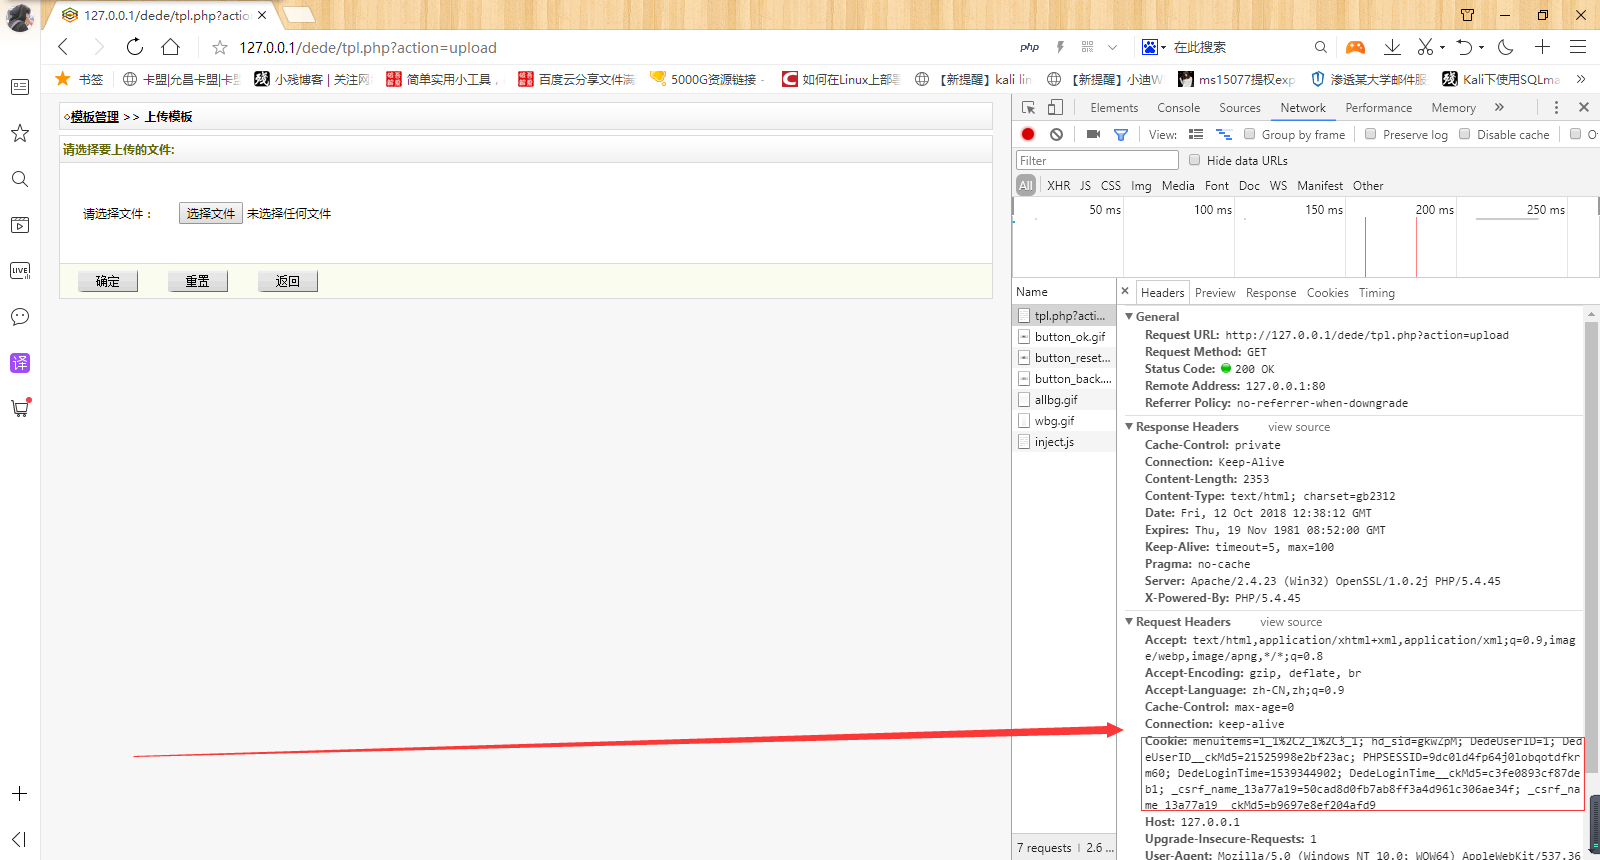 127.0.0.1/dede/tpl.php?actio
127.0.0.1/dede/tpl.php?action=upload
php
在此搜索
书签
卡盟|允昌卡盟|卡盟
小残博客 | 关注网
简单实用小工具，
百度云分享文件满
5000G资源链接 -
如何在Linux上部署
【新提醒】kali lin
【新提醒】小迪W
ms15077提权exp
渗透某大学邮件服
Kali下使用SQLma
LIVE
译
◇模板管理 >> 上传模板
请选择要上传的文件:
请选择文件：
选择文件 未选择任何文件
确定 重置 返回
Elements Console Sources Network Performance Memory
View: Group by frame Preserve log Disable cache O
Filter Hide data URLs
All XHR JS CSS Img Media Font Doc WS Manifest Other
50 ms 100 ms 150 ms 200 ms 250 ms
Name
tpl.php?acti...
button_ok.gif
button_reset...
button_back....
allbg.gif
wbg.gif
inject.js
7 requests | 2.6 ...
Headers Preview Response Cookies Timing
General
Request URL: http://127.0.0.1/dede/tpl.php?action=upload
Request Method: GET
Status Code: 200 OK
Remote Address: 127.0.0.1:80
Referrer Policy: no-referrer-when-downgrade
Response Headers view source
Cache-Control: private
Connection: Keep-Alive
Content-Length: 2353
Content-Type: text/html; charset=gb2312
Date: Fri, 12 Oct 2018 12:38:12 GMT
Expires: Thu, 19 Nov 1981 08:52:00 GMT
Keep-Alive: timeout=5, max=100
Pragma: no-cache
Server: Apache/2.4.23 (Win32) OpenSSL/1.0.2j PHP/5.4.45
X-Powered-By: PHP/5.4.45
Request Headers view source
Accept: text/html,application/xhtml+xml,application/xml;q=0.9,imag
e/webp,image/apng,*/*;q=0.8
Accept-Encoding: gzip, deflate, br
Accept-Language: zh-CN,zh;q=0.9
Cache-Control: max-age=0
Connection: keep-alive
Cookie: menuitems=1_1%2C2_1%2C3_1; hd_sid=gkwZpM; DedeUserID=1; Ded
eUserID__ckMd5=21525998e2bf23ac; PHPSESSID=9dc0ld4fp64j0lobqotdfkr
m60; DedeLoginTime=1539344902; DedeLoginTime__ckMd5=c3fe0893cf87de
b1; _csrf_name_13a77a19=50cad8d0fb7ab8ff3a4d961c306ae34f; _csrf_na
me_13a77a19__ckMd5=b9697e8ef204afd9
Host: 127.0.0.1
Upgrade-Insecure-Requests: 1
User-Agent: Mozilla/5.0 (Windows NT 10.0; WOW64) AppleWebKit/537.36